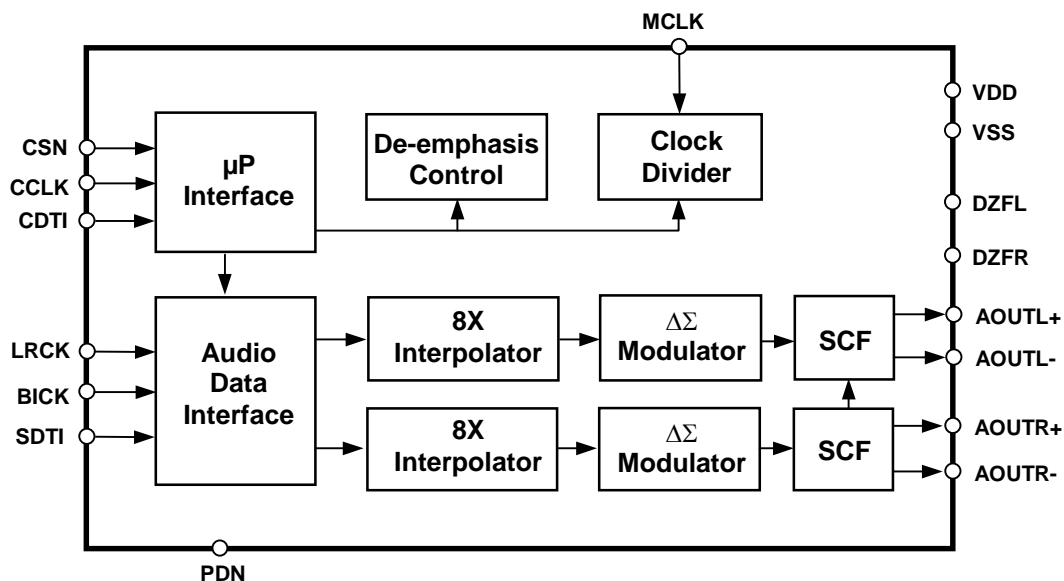 MCLK
VDD
VSS
DZFL
DZFR
CSN
CCLK
CDTI
µP
Interface
De-emphasis
Control
Clock
Divider
LRCK
BICK
SDTI
Audio
Data
Interface
8X
Interpolator
ΔΣ
Modulator
SCF
AOUTL+
AOUTL-
8X
Interpolator
ΔΣ
Modulator
SCF
AOUTR+
AOUTR-
PDN